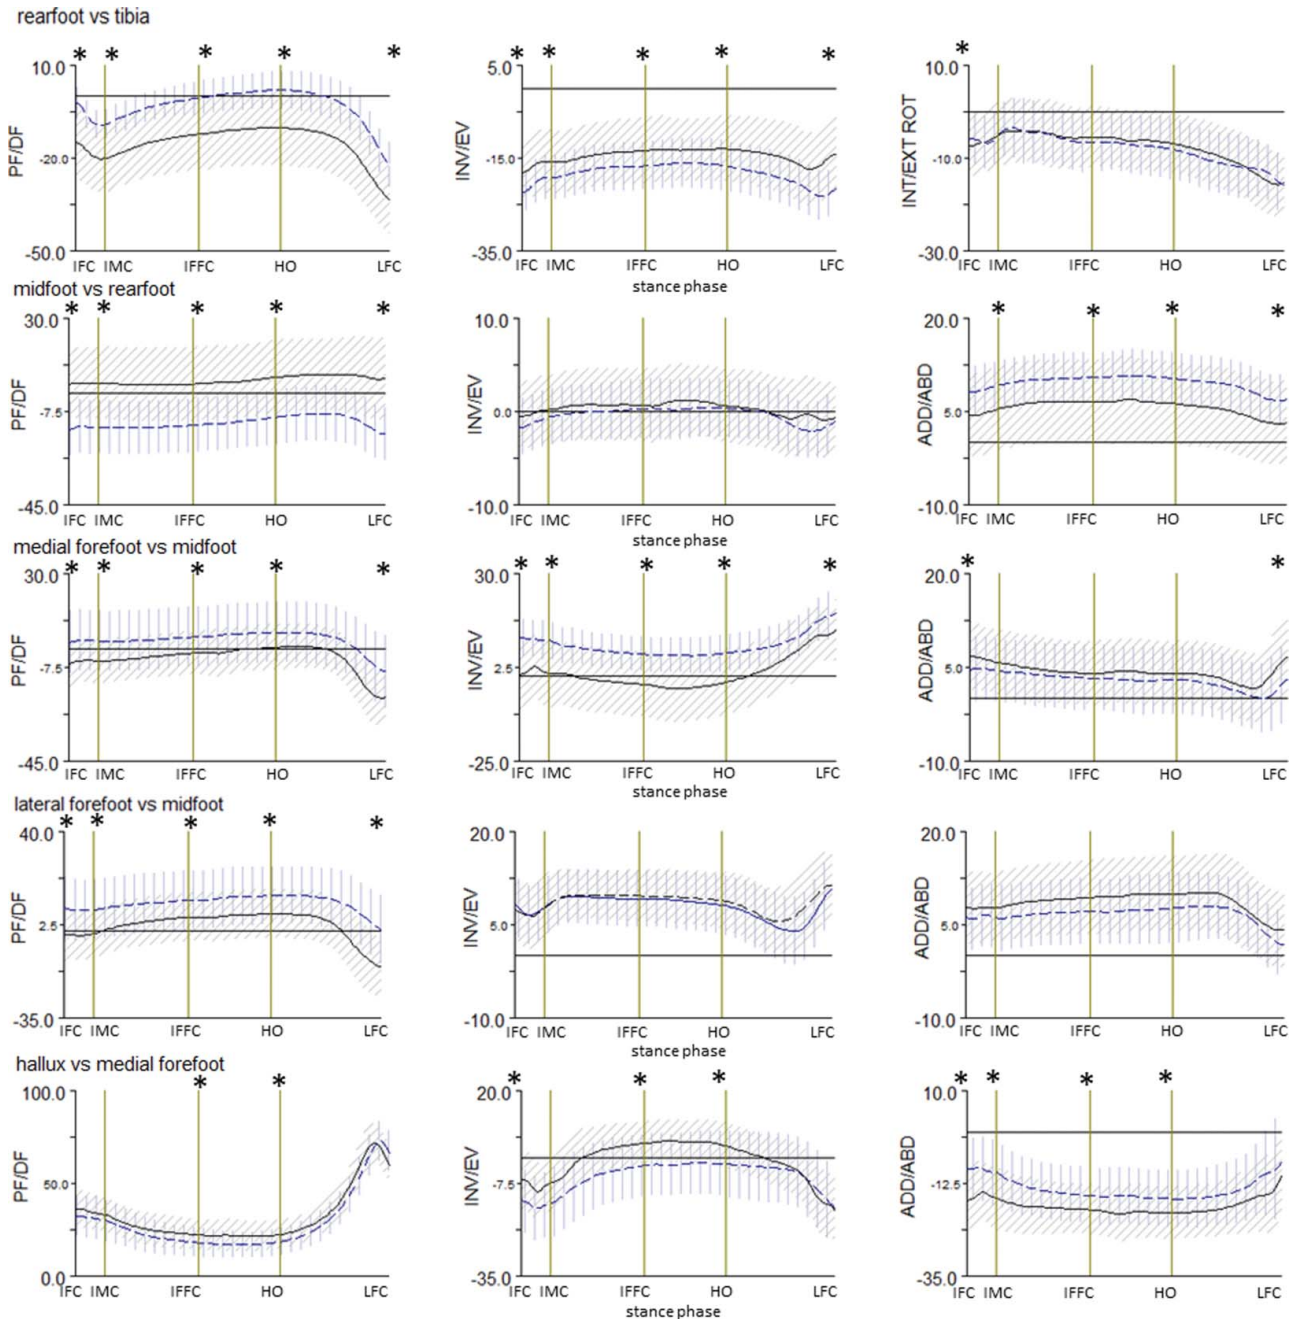 rearfoot vs tibia
* * * * *
* * * * *
*
10.0
-20.0
-50.0
PF/DF
IFC IMC IFFC HO LFC
5.0
-15.0
-35.0
INV/EV
IFC IMC IFFC HO LFC
stance phase
10.0
-10.0
-30.0
INT/EXT ROT
IFC IMC IFFC HO LFC
midfoot vs rearfoot
* * * * *
* * * *
30.0
-7.5
-45.0
PF/DF
IFC IMC IFFC HO LFC
10.0
0.0
-10.0
INV/EV
IFC IMC IFFC HO LFC
stance phase
20.0
5.0
-10.0
ADD/ABD
IFC IMC IFFC HO LFC
medial forefoot vs midfoot
* * * * *
* * * * *
* *
30.0
-7.5
-45.0
PF/DF
IFC IMC IFFC HO LFC
30.0
2.5
-25.0
INV/EV
IFC IMC IFFC HO LFC
stance phase
20.0
5.0
-10.0
ADD/ABD
IFC IMC IFFC HO LFC
lateral forefoot vs midfoot
* * * * *
40.0
2.5
-35.0
PF/DF
IFC IMC IFFC HO LFC
20.0
5.0
-10.0
INV/EV
IFC IMC IFFC HO LFC
stance phase
20.0
5.0
-10.0
ADD/ABD
IFC IMC IFFC HO LFC
hallux vs medial forefoot
* *
* * *
* * * *
100.0
50.0
0.0
PF/DF
IFC IMC IFFC HO LFC
20.0
-7.5
-35.0
INV/EV
IFC IMC IFFC HO LFC
stance phase
10.0
-12.5
-35.0
ADD/ABD
IFC IMC IFFC HO LFC